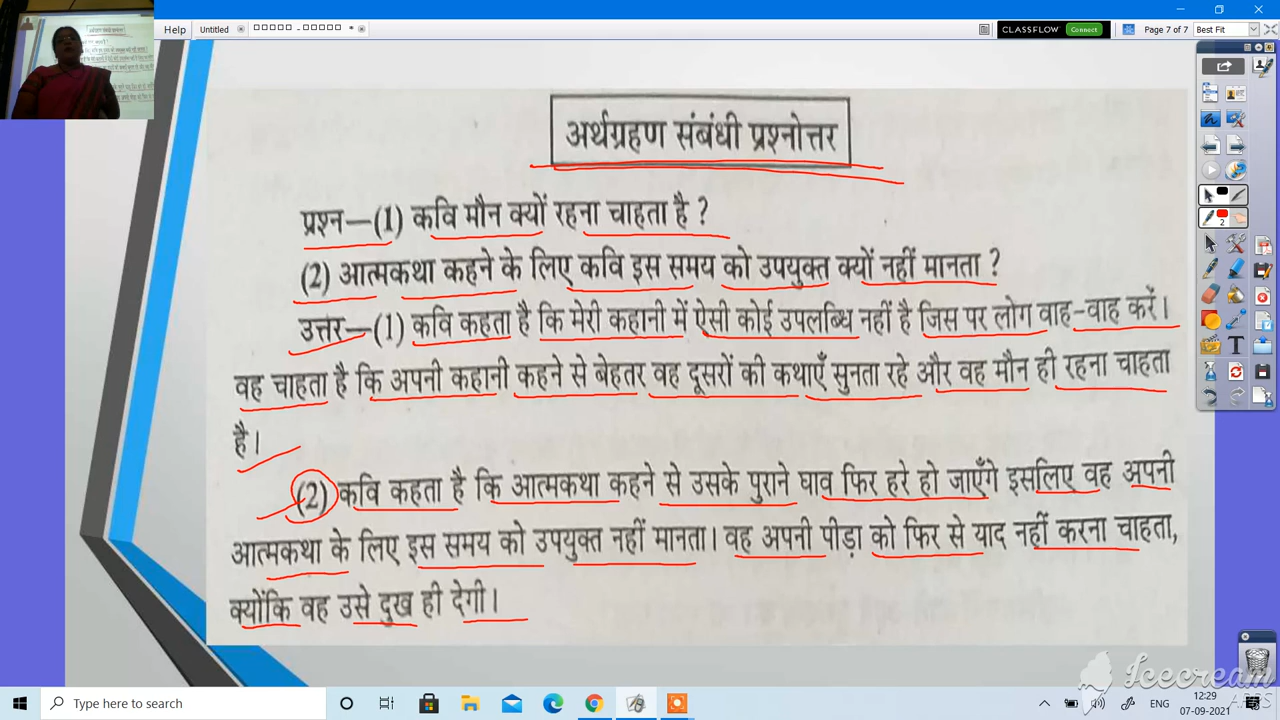 Help
Untitled
CLASSFLOW
Connect
Page 7 of 7
Best Fit
अर्थग्रहण संबंधी प्रश्नोत्तर
प्रश्न—(1) कवि मौन क्यों रहना चाहता है ?
(2) आत्मकथा कहने के लिए कवि इस समय को उपयुक्त क्यों नहीं मानता ?
उत्तर—(1) कवि कहता है कि मेरी कहानी में ऐसी कोई उपलब्धि नहीं है जिस पर लोग वाह-वाह करें।
वह चाहता है कि अपनी कहानी कहने से बेहतर वह दूसरों की कथाएँ सुनता रहे और वह मौन ही रहना चाहता
है।
(2) कवि कहता है कि आत्मकथा कहने से उसके पुराने घाव फिर हरे हो जाएँगे इसलिए वह अपनी
आत्मकथा के लिए इस समय को उपयुक्त नहीं मानता। वह अपनी पीड़ा को फिर से याद नहीं करना चाहता,
क्योंकि वह उसे दुख ही देगी।
2
Icecream
APPS
Type here to search
ENG
12:29
07-09-2021